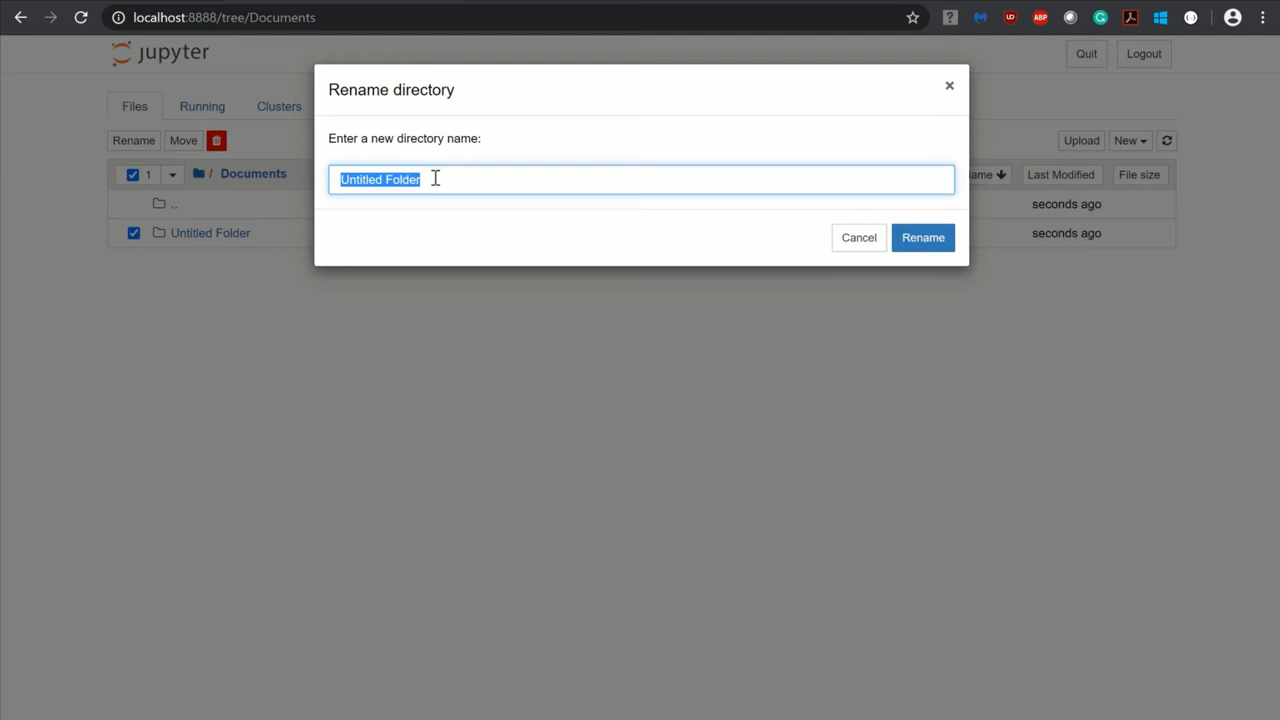 localhost:8888/tree/Documents
jupyter
Quit
Logout
Rename directory
×
Files
Running
Clusters
Enter a new directory name:
Rename
Move
Upload
New
1
/
Documents
Untitled Folder
ame
Last Modified
File size
..
seconds ago
Untitled Folder
seconds ago
Cancel
Rename